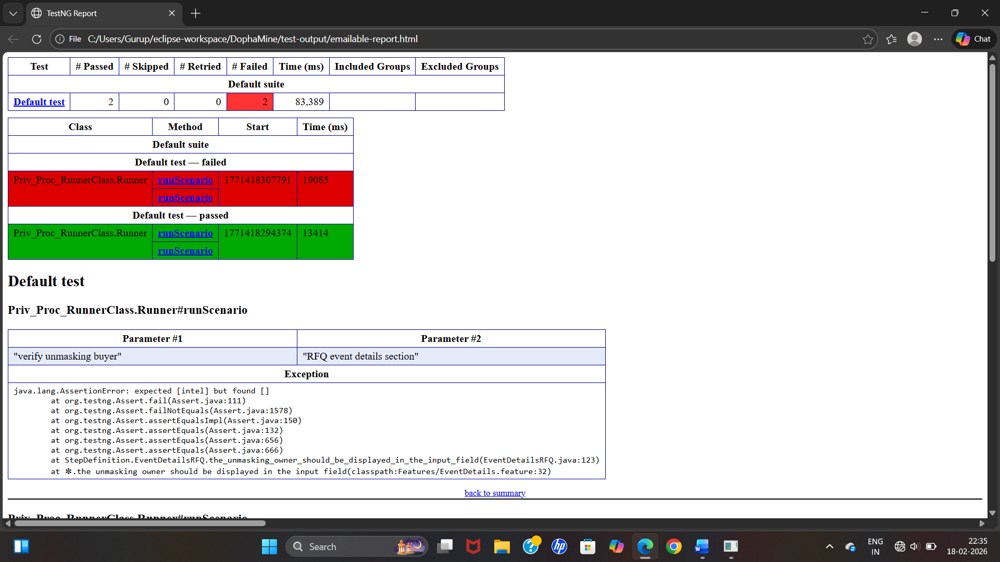 TestNG Report
File C:/Users/Gurup/eclipse-workspace/DophaMine/test-output/emailable-report.html
Chat
Test # Passed # Skipped # Retried # Failed Time (ms) Included Groups Excluded Groups
Default suite
Default test 2 0 0 2 83,389
Class Method Start Time (ms)
Default suite
Default test — failed
Priv_Proc_RunnerClass.Runner runScenario 1771418307791 19085
runScenario
Default test — passed
Priv_Proc_RunnerClass.Runner runScenario 1771418294374 13414
runScenario
Default test
Priv_Proc_RunnerClass.Runner#runScenario
Parameter #1 Parameter #2
"verify unmasking buyer" "RFQ event details section"
Exception
java.lang.AssertionError: expected [intel] but found []
at org.testng.Assert.fail(Assert.java:111)
at org.testng.Assert.failNotEquals(Assert.java:1578)
at org.testng.Assert.assertEqualsImpl(Assert.java:150)
at org.testng.Assert.assertEquals(Assert.java:132)
at org.testng.Assert.assertEquals(Assert.java:656)
at org.testng.Assert.assertEquals(Assert.java:666)
at StepDefinition.EventDetailsRFQ.the_unmasking_owner_should_be_displayed_in_the_input_field(EventDetailsRFQ.java:123)
at ✽.the unmasking owner should be displayed in the input field(classpath:Features/EventDetails.feature:32)
back to summary
Priv_Proc_RunnerClass.Runner#runScenario
Search
hp
W
ENG
IN
22:35
18-02-2026